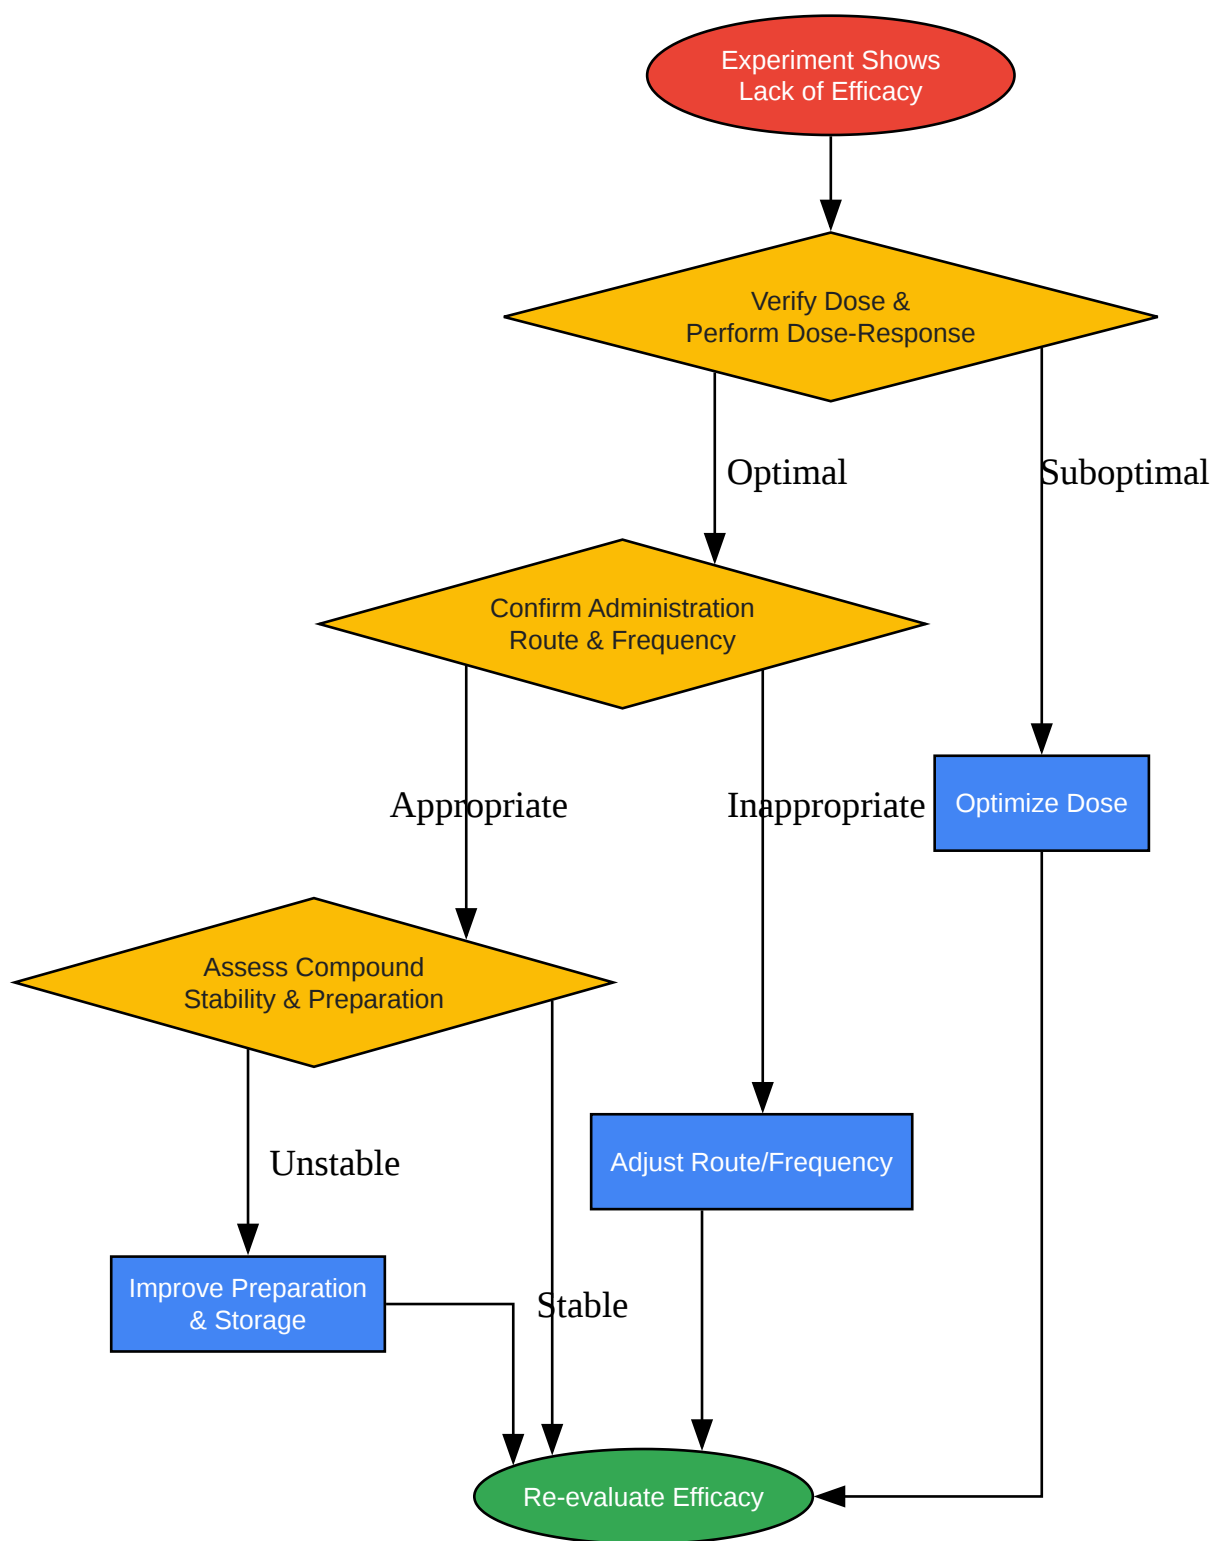 Experiment Shows
Lack of Efficacy
Verify Dose &
Perform Dose-Response
Optimal
Suboptimal
Confirm Administration
Route & Frequency
Appropriate
Inappropriate
Optimize Dose
Assess Compound
Stability & Preparation
Unstable
Adjust Route/Frequency
Improve Preparation
& Storage
Stable
Re-evaluate Efficacy